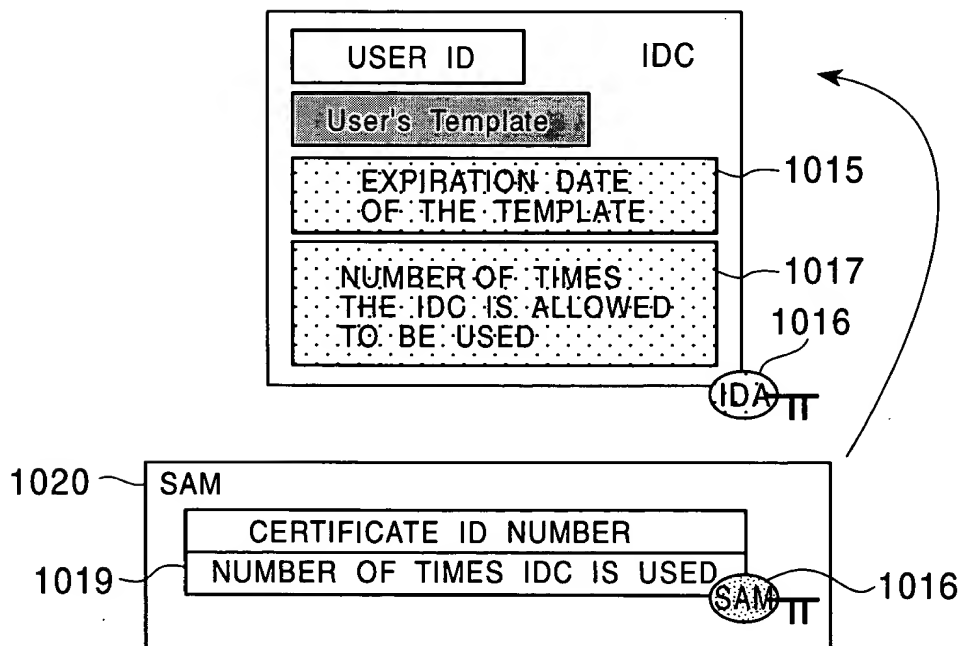 USER ID
IDC
User's Template
EXPIRATION DATE
OF THE TEMPLATE
1015
NUMBER OF TIMES
THE IDC IS ALLOWED
TO BE USED
1017
1016
IDA
1020
SAM
CERTIFICATE ID NUMBER
1019
NUMBER OF TIMES IDC IS USED
SAM
1016